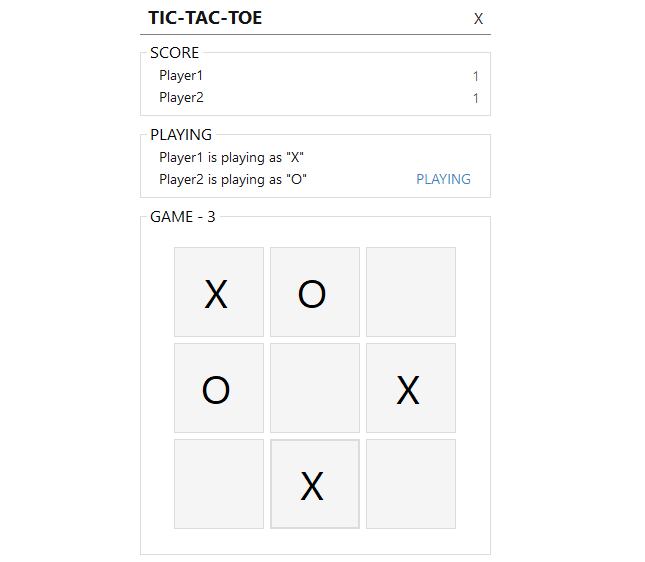 TIC-TAC-TOE X
SCORE
Player1 1
Player2 1
PLAYING
Player1 is playing as "X"
Player2 is playing as "O" PLAYING
GAME - 3
X O
O X
X